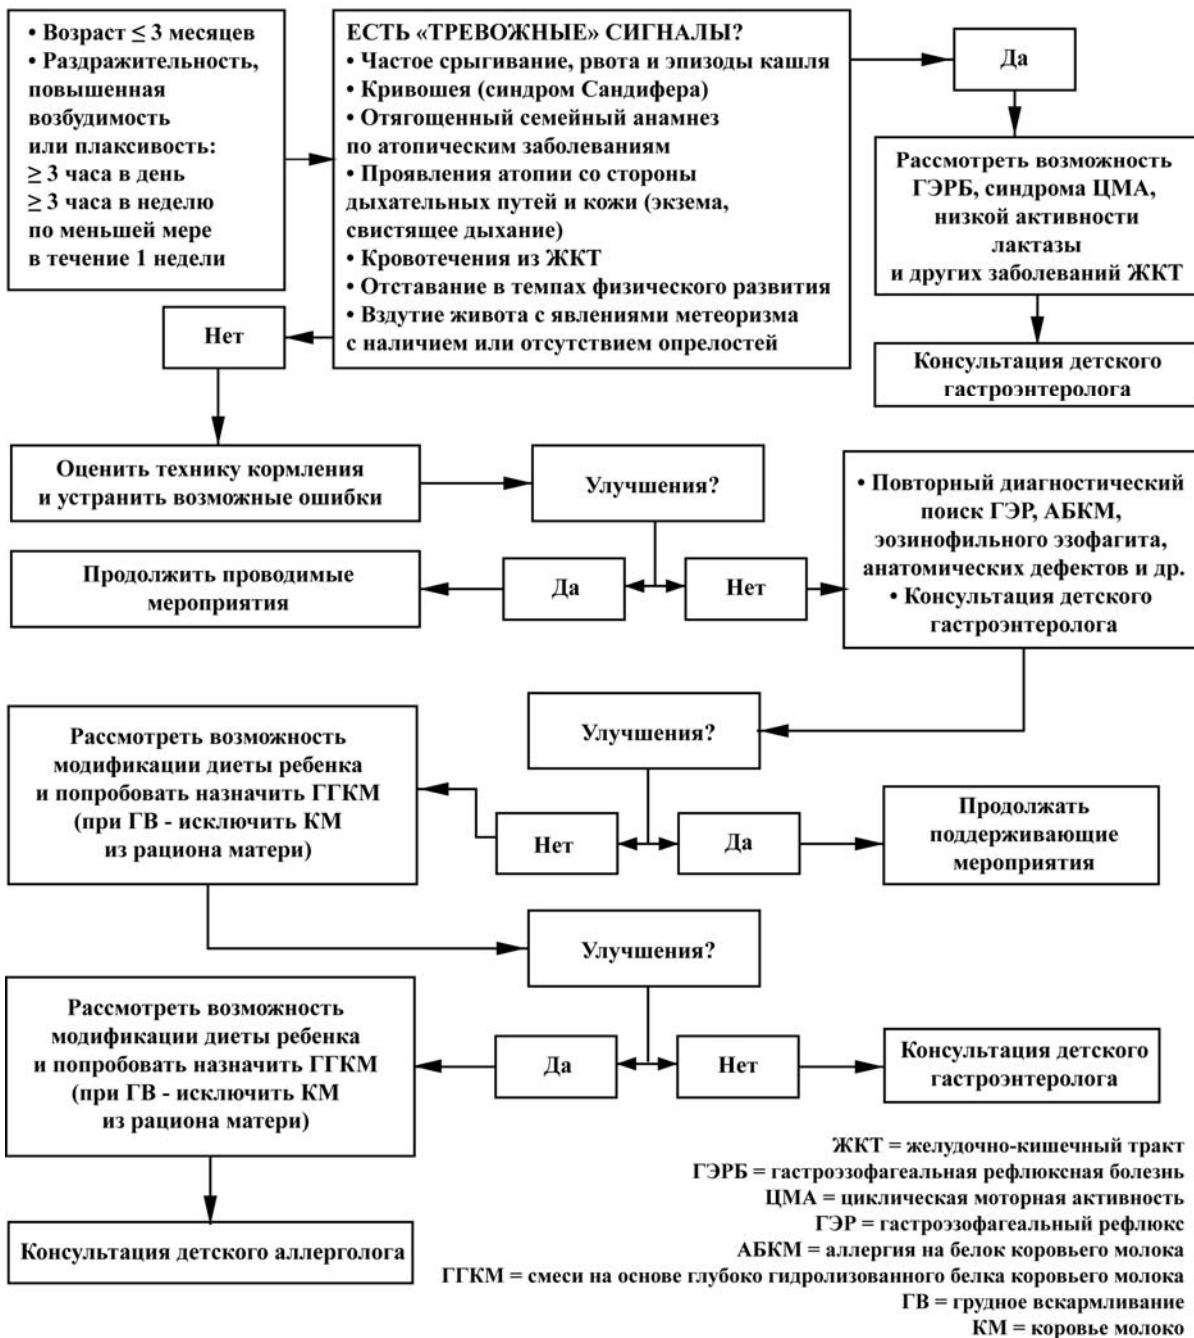 • Возраст ≤ 3 месяцев
• Раздражительность,
повышенная
возбудимость
или плаксивость:
≥ 3 часа в день
≥ 3 часа в неделю
по меньшей мере
в течение 1 недели
ЕСТЬ «ТРЕВОЖНЫЕ» СИГНАЛЫ?
• Частое срыгивание, рвота и эпизоды кашля
• Кривошея (синдром Сандифера)
• Отягощенный семейный анамнез
по атопическим заболеваниям
• Проявления атопии со стороны
дыхательных путей и кожи (экзема,
свистящее дыхание)
• Кровотечения из ЖКТ
• Отставание в темпах физического развития
• Вздутие живота с явлениями метеоризма
с наличием или отсутствием опрелостей
Да
Рассмотреть возможность
ГЭРБ, синдрома ЦМА,
низкой активности
лактазы
и других заболеваний ЖКТ
Консультация детского
гастроэнтеролога
Нет
Оценить технику кормления
и устранить возможные ошибки
Улучшения?
Да
Нет
Продолжить проводимые
мероприятия
• Повторный диагностический
поиск ГЭР, АБКМ,
эозинофильного эзофагита,
анатомических дефектов и др.
• Консультация детского
гастроэнтеролога
Улучшения?
Нет
Да
Рассмотреть возможность
модификации диеты ребенка
и попробовать назначить ГГКМ
(при ГВ - исключить КМ
из рациона матери)
Продолжать
поддерживающие
мероприятия
Улучшения?
Да
Нет
Рассмотреть возможность
модификации диеты ребенка
и попробовать назначить ГГКМ
(при ГВ - исключить КМ
из рациона матери)
Консультация детского
гастроэнтеролога
Консультация детского аллерголога
ЖКТ = желудочно-кишечный тракт
ГЭРБ = гастроэзофагеальная рефлюксная болезнь
ЦМА = циклическая моторная активность
ГЭР = гастроэзофагеальный рефлюкс
АБКМ = аллергия на белок коровьего молока
ГГКМ = смеси на основе глубоко гидролизованного белка коровьего молока
ГВ = грудное вскармливание
КМ = коровье молоко